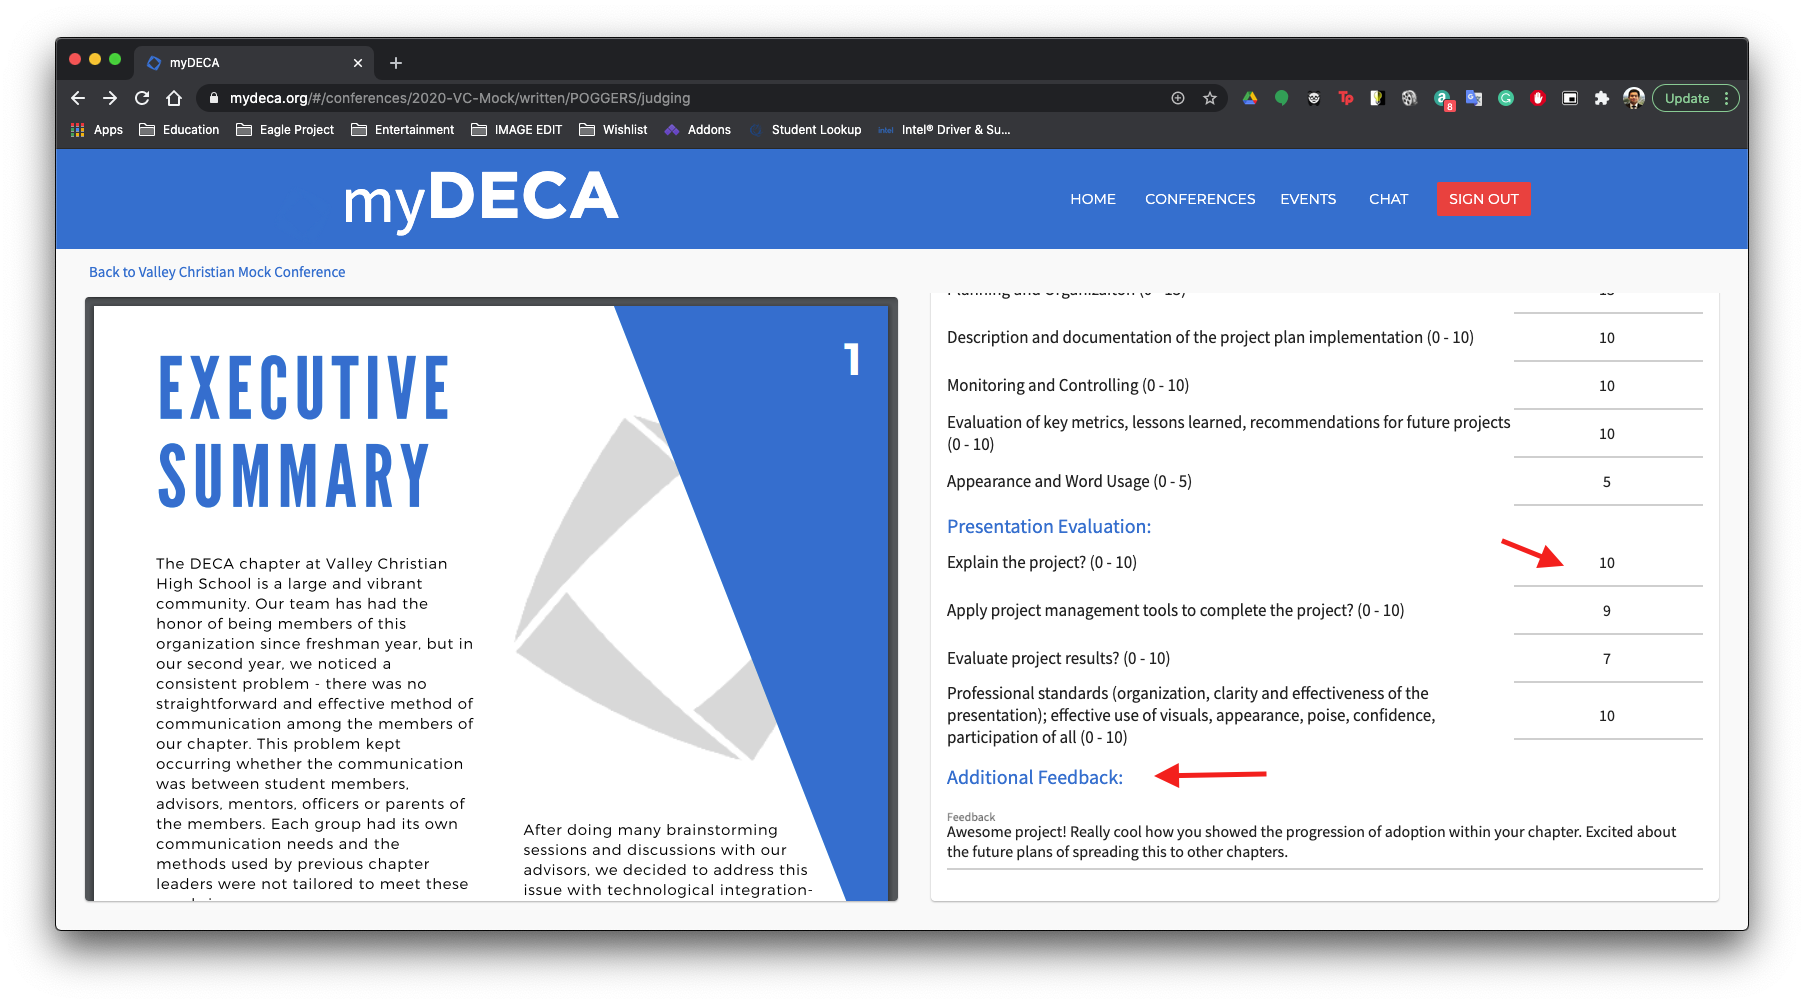 myDECA
mydeca.org/#/conferences/2020-VC-Mock/written/POGGERS/judging
8
Update
Apps
Education
Eagle Project
Entertainment
IMAGE EDIT
Wishlist
Addons
Student Lookup
intel
Intel® Driver & Su...
myDECA
HOME
CONFERENCES
EVENTS
CHAT
SIGN OUT
Back to Valley Christian Mock Conference
1
EXECUTIVE
SUMMARY
The DECA chapter at Valley Christian
High School is a large and vibrant
community. Our team has had the
honor of being members of this
organization since freshman year, but in
our second year, we noticed a
consistent problem - there was no
straightforward and effective method of
communication among the members of
our chapter. This problem kept
occurring whether the communication
was between student members,
advisors, mentors, officers or parents of
the members. Each group had its own
communication needs and the
methods used by previous chapter
leaders were not tailored to meet these
After doing many brainstorming
sessions and discussions with our
advisors, we decided to address this
issue with technological integration-
Description and documentation of the project plan implementation (0 - 10)
10
Monitoring and Controlling (0 - 10)
10
Evaluation of key metrics, lessons learned, recommendations for future projects
(0 - 10)
10
Appearance and Word Usage (0 - 5)
5
Presentation Evaluation:
Explain the project? (0 - 10)
10
Apply project management tools to complete the project? (0 - 10)
9
Evaluate project results? (0 - 10)
7
Professional standards (organization, clarity and effectiveness of the
presentation); effective use of visuals, appearance, poise, confidence,
participation of all (0 - 10)
10
Additional Feedback:
Feedback
Awesome project! Really cool how you showed the progression of adoption within your chapter. Excited about
the future plans of spreading this to other chapters.